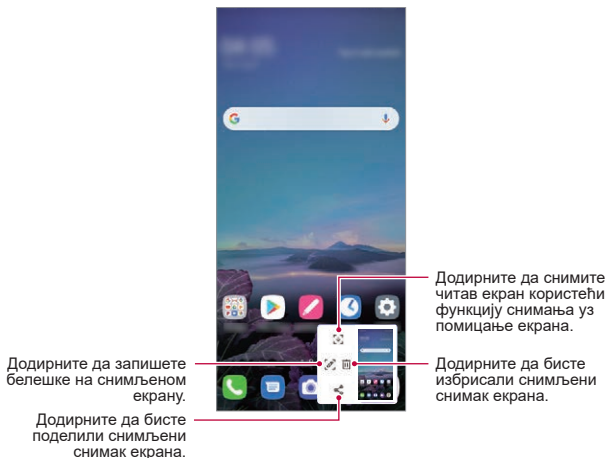 Додирните да снимите
читав екран користећи
функцију снимања уз
помицање екрана.
Додирните да запишете
белешке на снимљеном
екрану.
Додирните да бисте
избрисали снимљени
снимак екрана.
Додирните да бисте
поделили снимљени
снимак екрана.